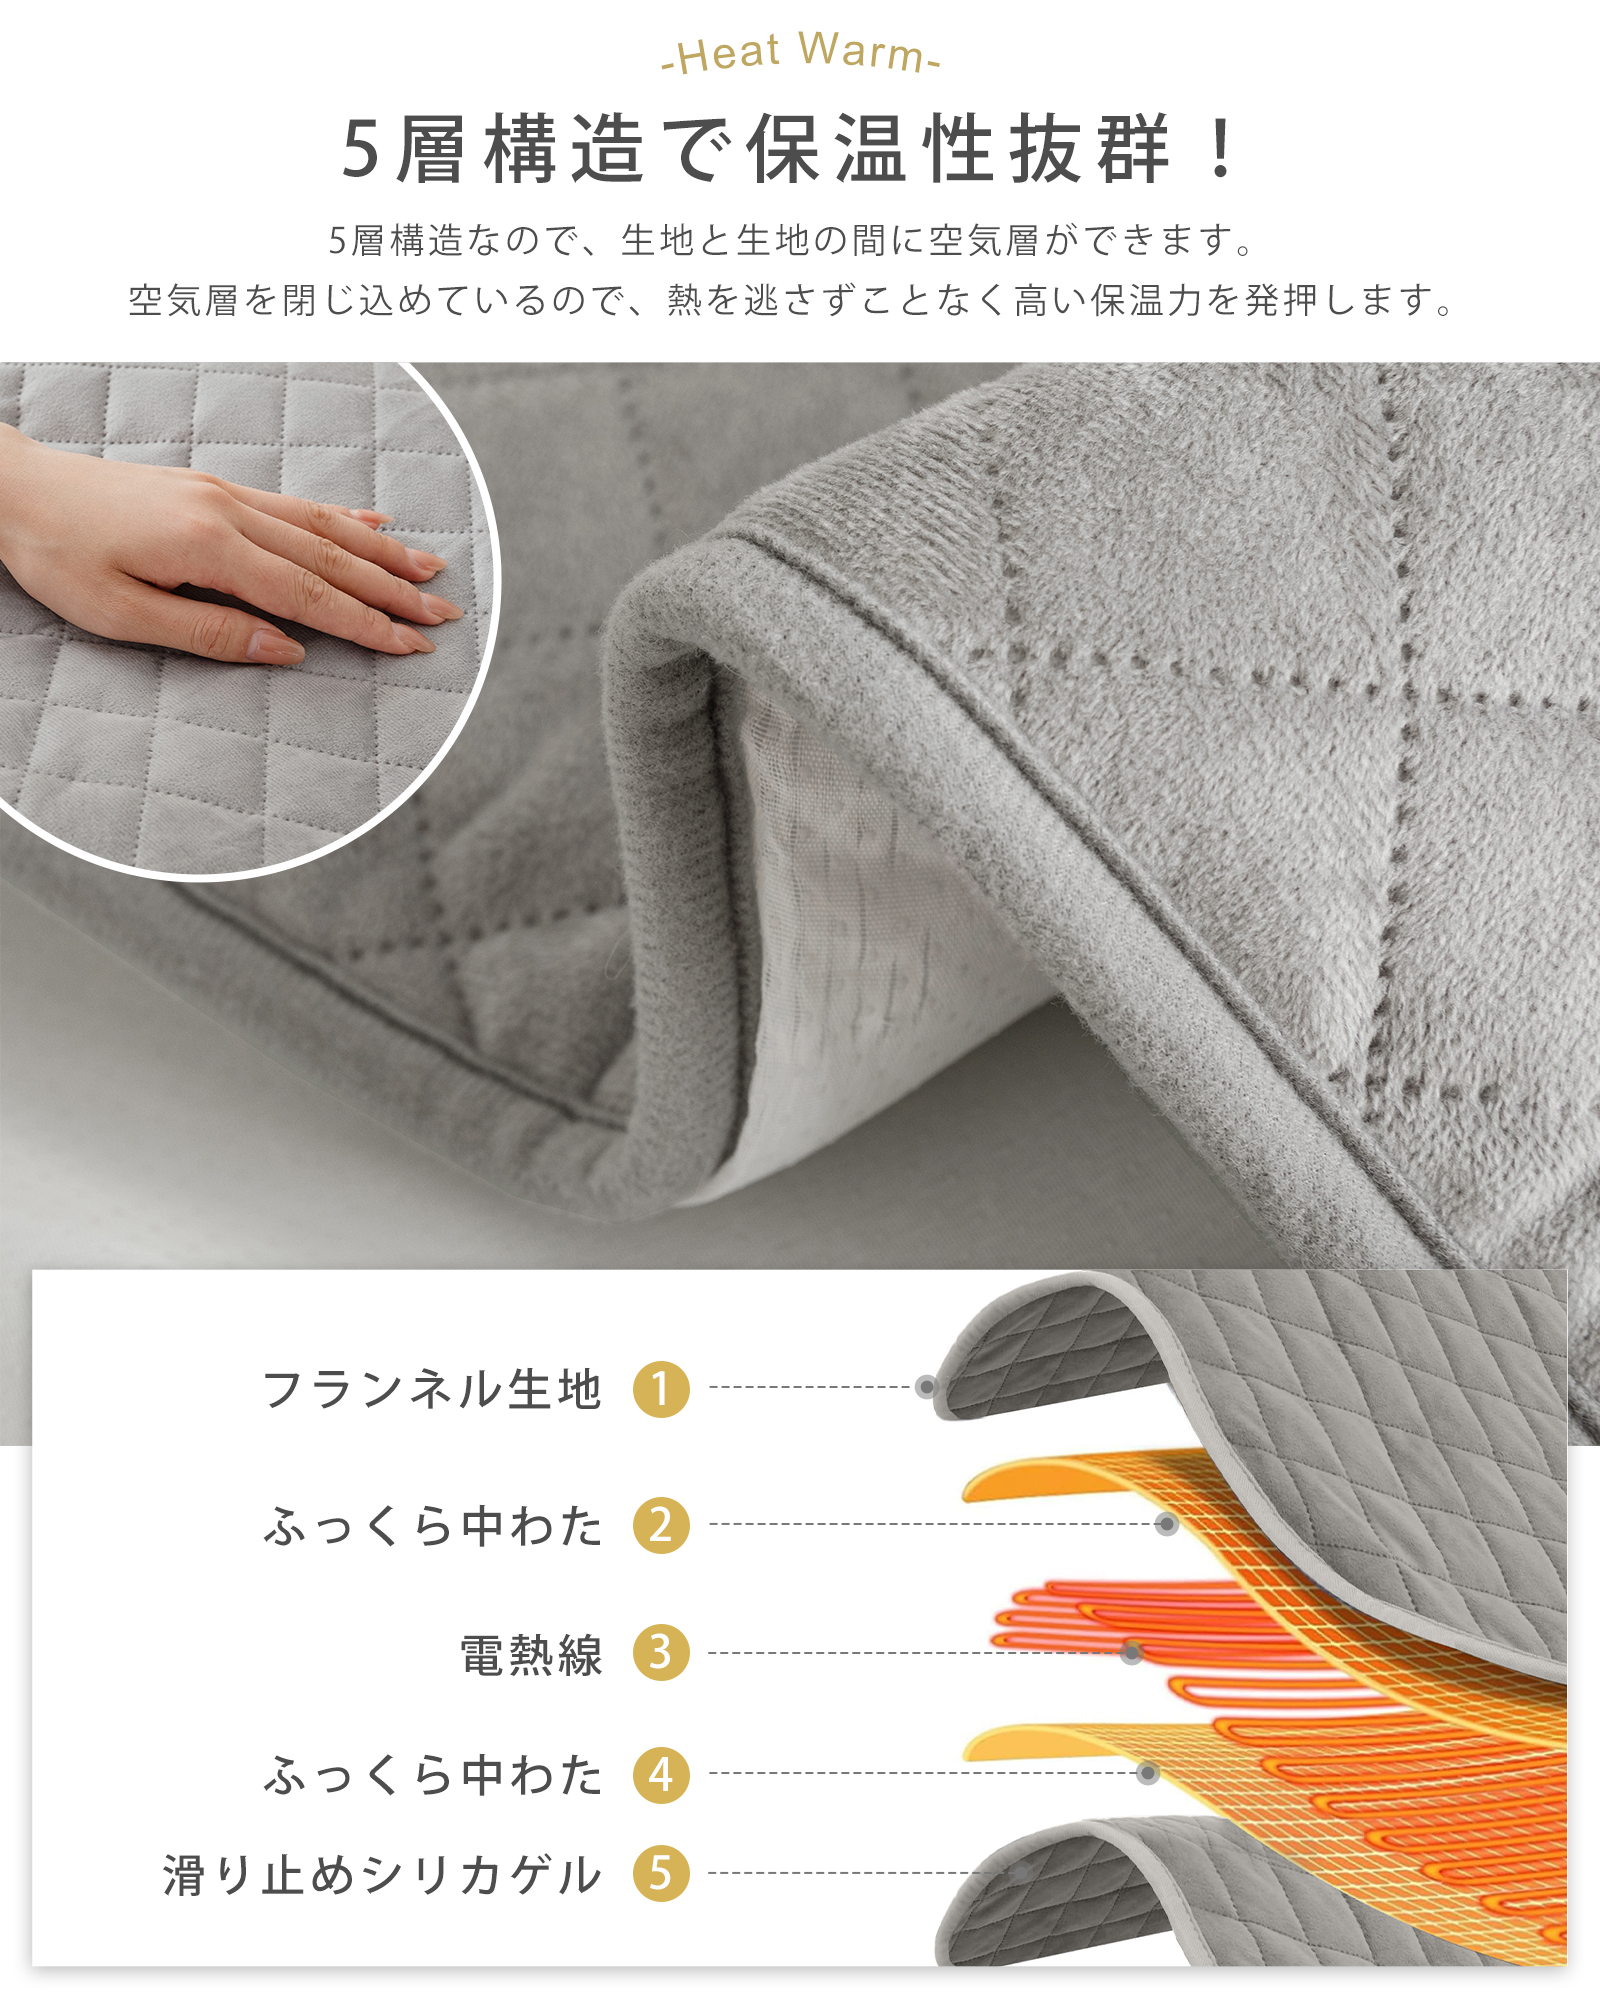 -Heat Warm-
5層構造で保温性抜群！
5層構造なので、生地と生地の間に空気層ができます。
空気層を閉じ込めているので、熱を逃さずことなく高い保温力を発押します。
フランネル生地 1
ふっくら中わた 2
電熱線 3
ふっくら中わた 4
滑り止めシリカゲル 5